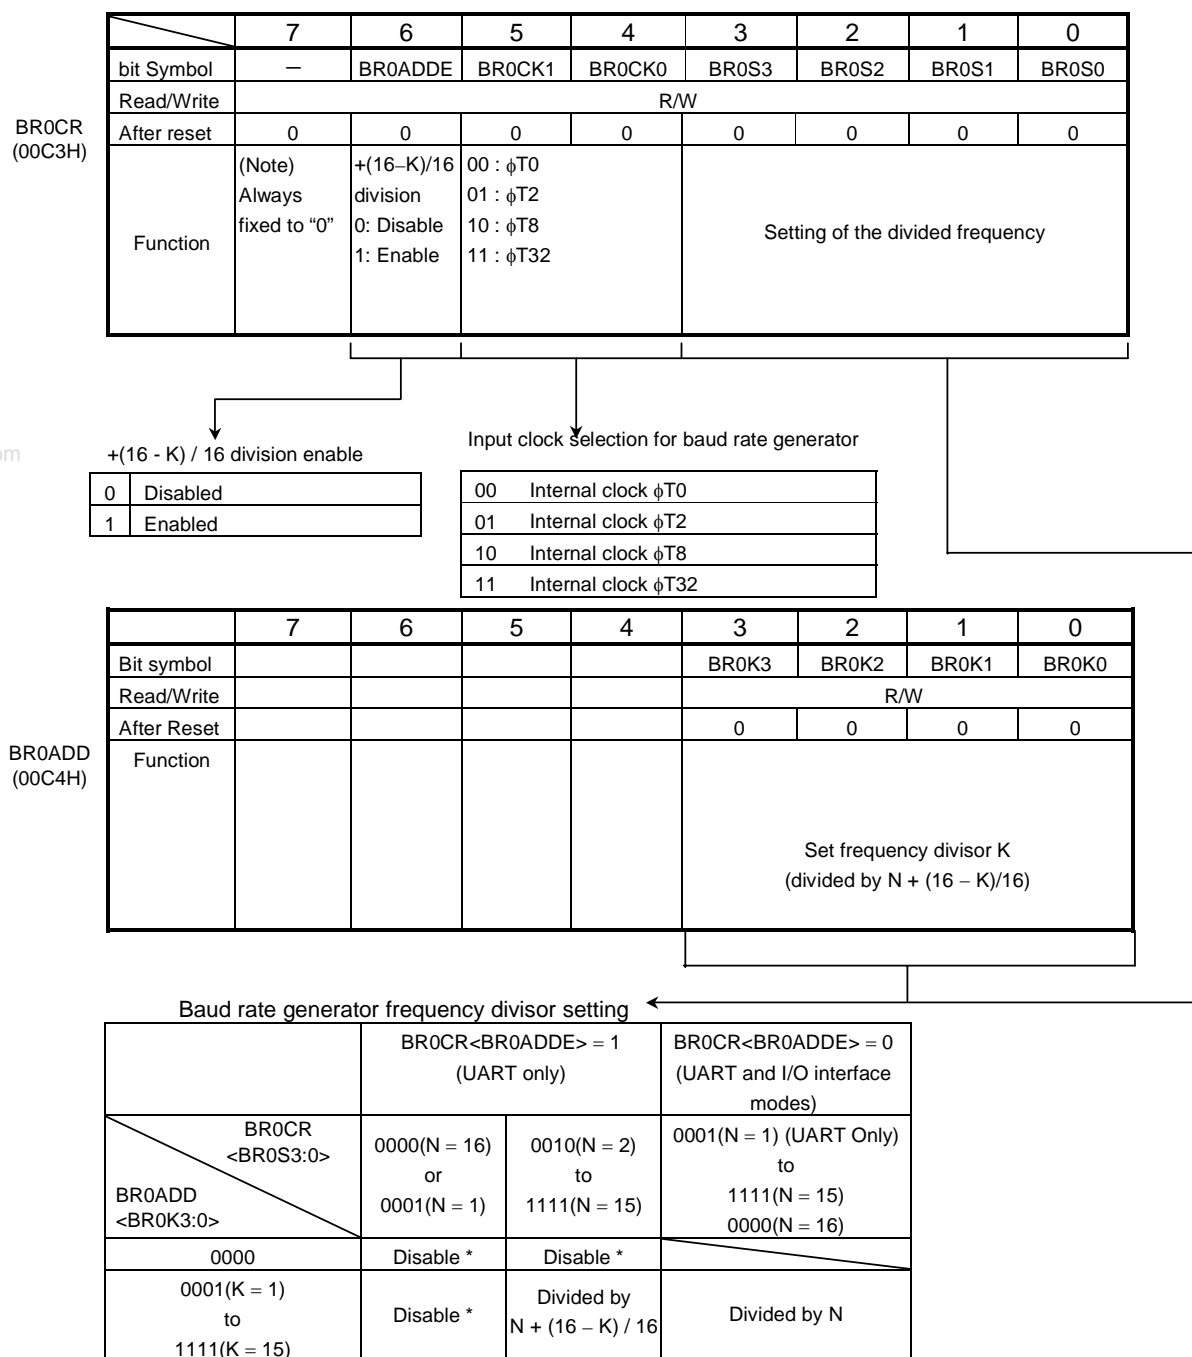 7 6 5 4 3 2 1 0
bit Symbol － BR0ADDE BR0CK1 BR0CK0 BR0S3 BR0S2 BR0S1 BR0S0
Read/Write R/W
BR0CR
(00C3H)
After reset 0 0 0 0 0 0 0 0
Function
(Note)
Always
fixed to “0”
+(16−K)/16
division
0: Disable
1: Enable
00 : ϕT0
01 : ϕT2
10 : ϕT8
11 : ϕT32
Setting of the divided frequency
om
+(16 - K) / 16 division enable
0 Disabled
1 Enabled
Input clock selection for baud rate generator
00 Internal clock ϕT0
01 Internal clock ϕT2
10 Internal clock ϕT8
11 Internal clock ϕT32
7 6 5 4 3 2 1 0
Bit symbol BR0K3 BR0K2 BR0K1 BR0K0
Read/Write R/W
After Reset 0 0 0 0
BR0ADD
(00C4H)
Function
Set frequency divisor K
(divided by N + (16 − K)/16)
Baud rate generator frequency divisor setting
BR0CR<BR0ADDE> = 1
(UART only)
BR0CR<BR0ADDE> = 0
(UART and I/O interface
modes)
BR0CR
<BR0S3:0>
BR0ADD
<BR0K3:0>
0000(N = 16)
or
0001(N = 1)
0010(N = 2)
to
1111(N = 15)
0001(N = 1) (UART Only)
to
1111(N = 15)
0000(N = 16)
0000 Disable * Disable *
0001(K = 1)
to
1111(K = 15)
Disable *
Divided by
N + (16 − K) / 16
Divided by N